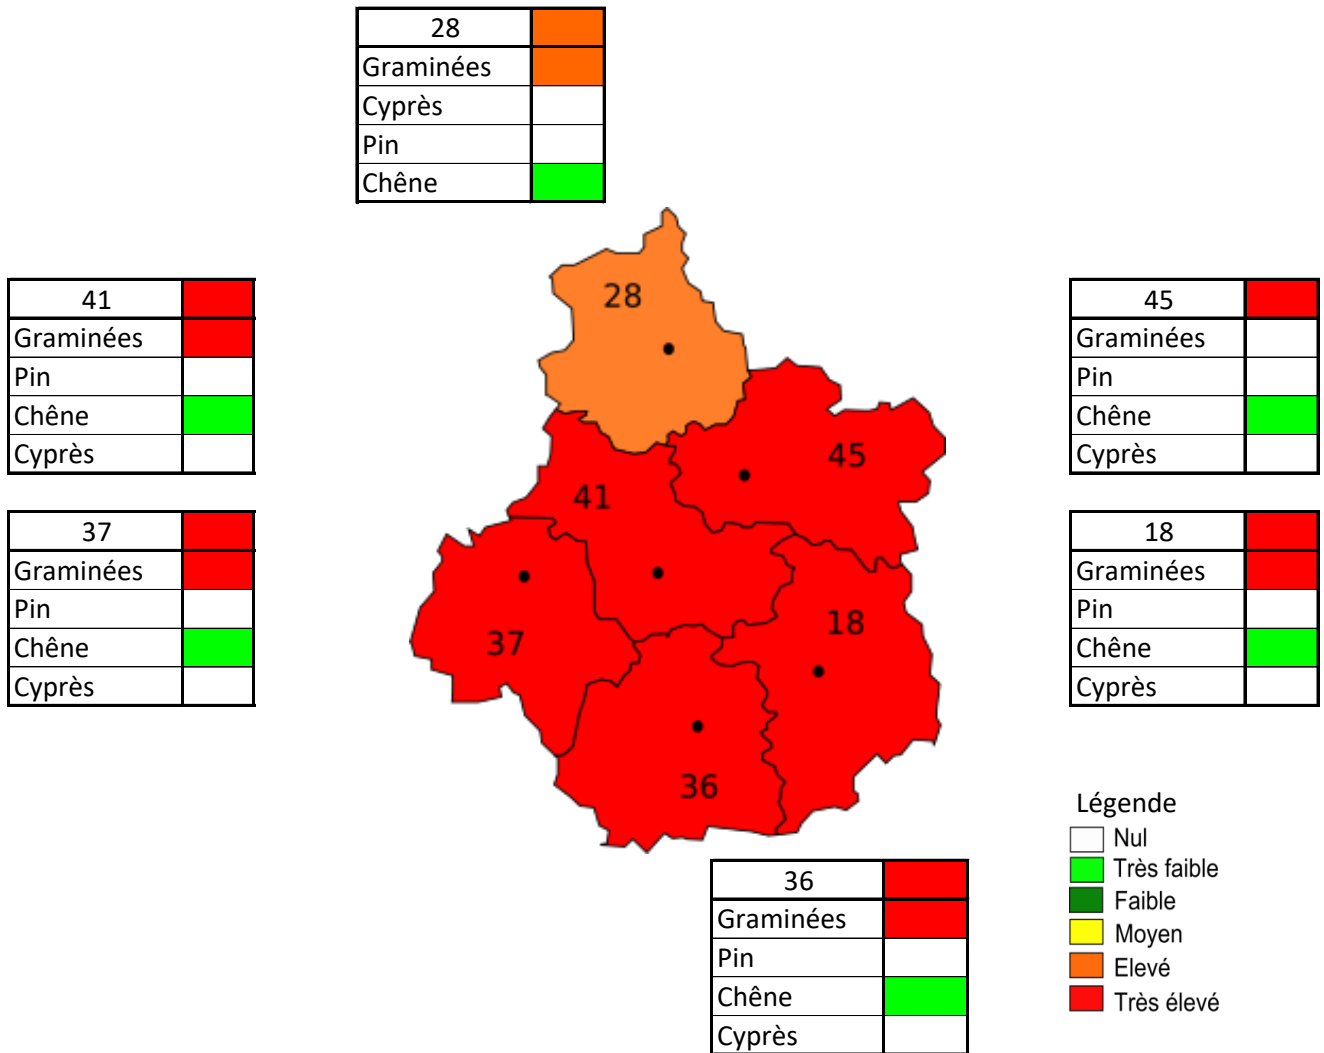 28
Graminées
Cyprès
Pin
Chêne
41
Graminées
Pin
Chêne
Cyprès
37
Graminées
Pin
Chêne
Cyprès
28
45
41
37
18
36
45
Graminées
Pin
Chêne
Cyprès
18
Graminées
Pin
Chêne
Cyprès
36
Graminées
Pin
Chêne
Cyprès
Légende
Nul
Très faible
Faible
Moyen
Elevé
Très élevé